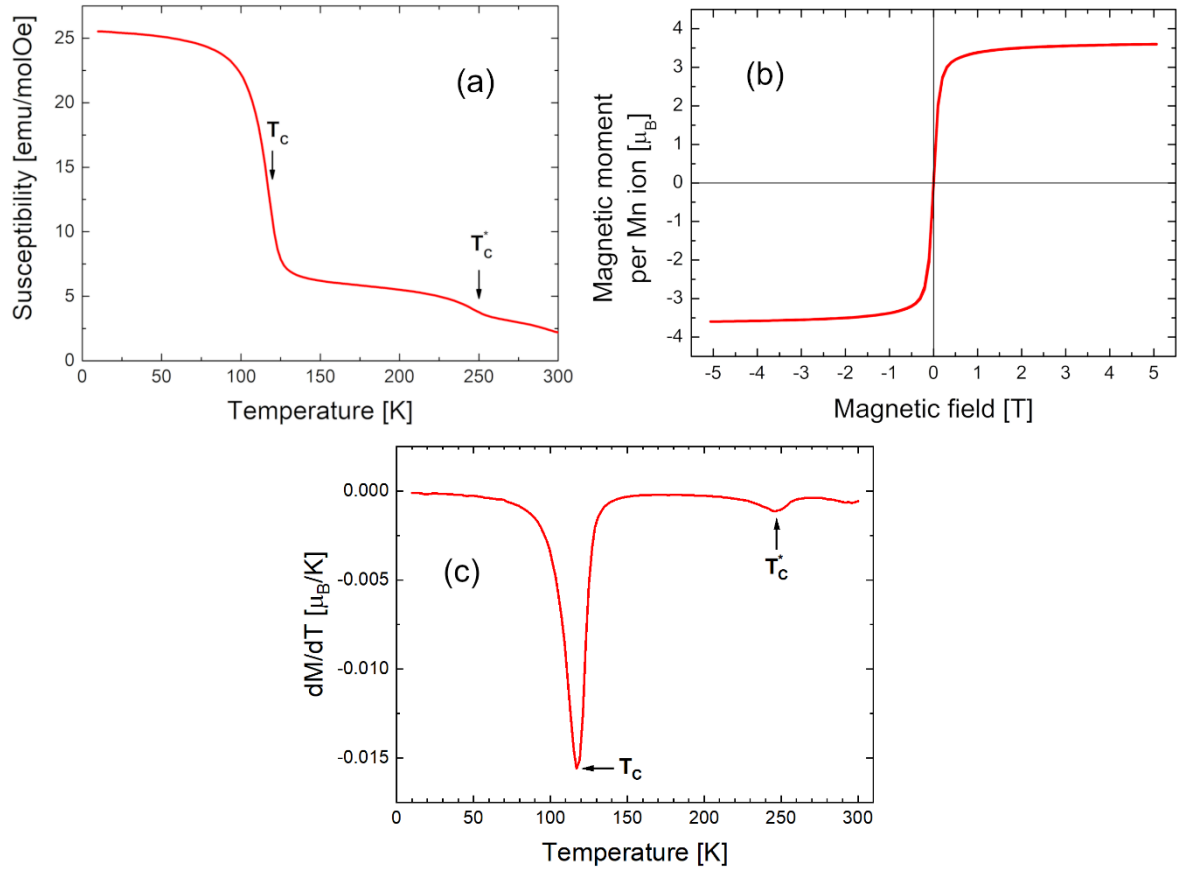 Susceptibility [emu/molOe]
25
20
15
10
5
0
(a)
T_C
T_C^*
0 50 100 150 200 250 300
Temperature [K]
Magnetic moment
per Mn ion [μ_B]
4
3
2
1
0
-1
-2
-3
-4
(b)
-5 -4 -3 -2 -1 0 1 2 3 4 5
Magnetic field [T]
dM/dT [μ_B/K]
0.000
-0.005
-0.010
-0.015
(c)
T_C^*
T_C
0 50 100 150 200 250 300
Temperature [K]